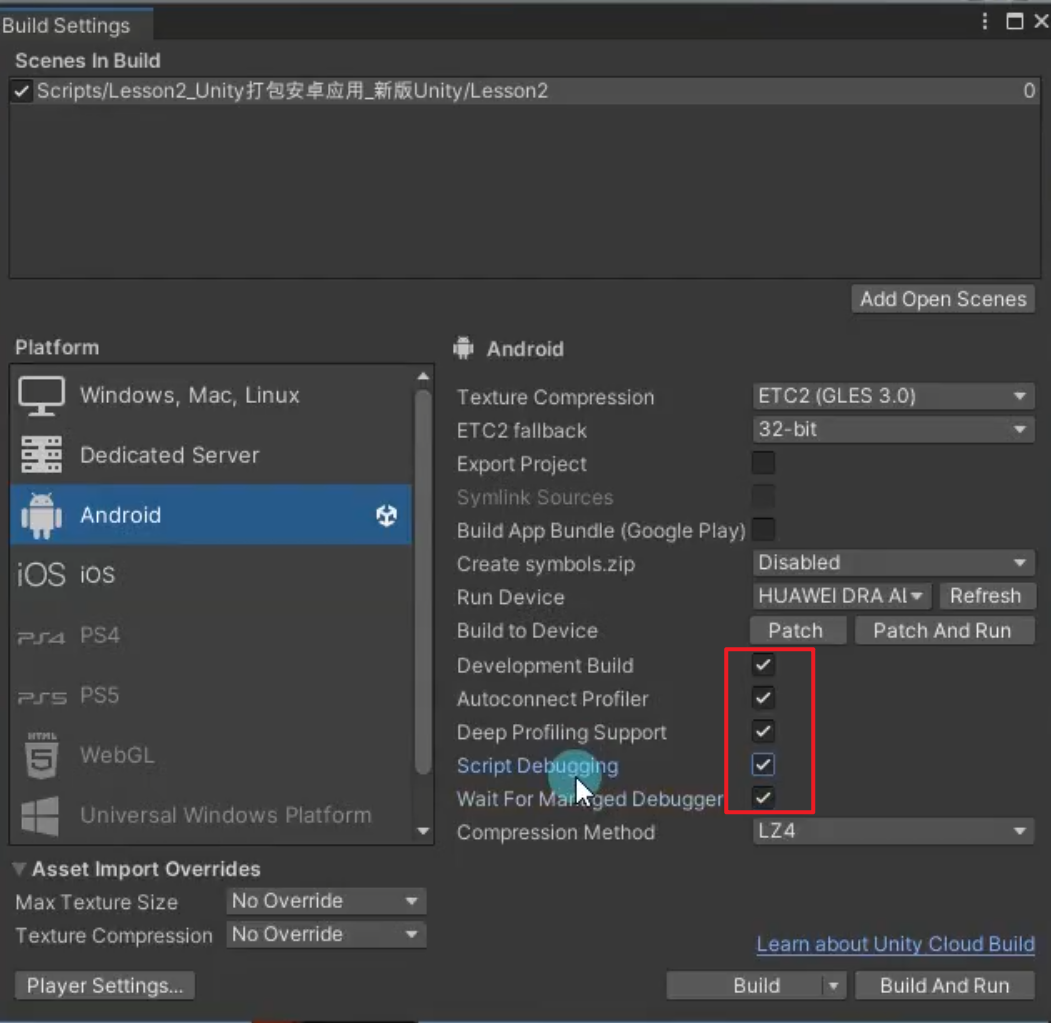 Build Settings
Scenes In Build
Scripts/Lesson2_Unity打包安卓应用_新版Unity/Lesson2 0
Add Open Scenes
Platform
Windows, Mac, Linux
Dedicated Server
Android
iOS iOS
PS4 PS4
PS5 PS5
HTML 5 WebGL
Universal Windows Platform
Android
Texture Compression ETC2 (GLES 3.0)
ETC2 fallback 32-bit
Export Project
Symlink Sources
Build App Bundle (Google Play)
Create symbols.zip Disabled
Run Device HUAWEI DRA AL Refresh
Build to Device Patch Patch And Run
Development Build
Autoconnect Profiler
Deep Profiling Support
Script Debugging
Wait For Managed Debugger
Compression Method LZ4
Asset Import Overrides
Max Texture Size No Override
Texture Compression No Override
Learn about Unity Cloud Build
Player Settings... Build Build And Run